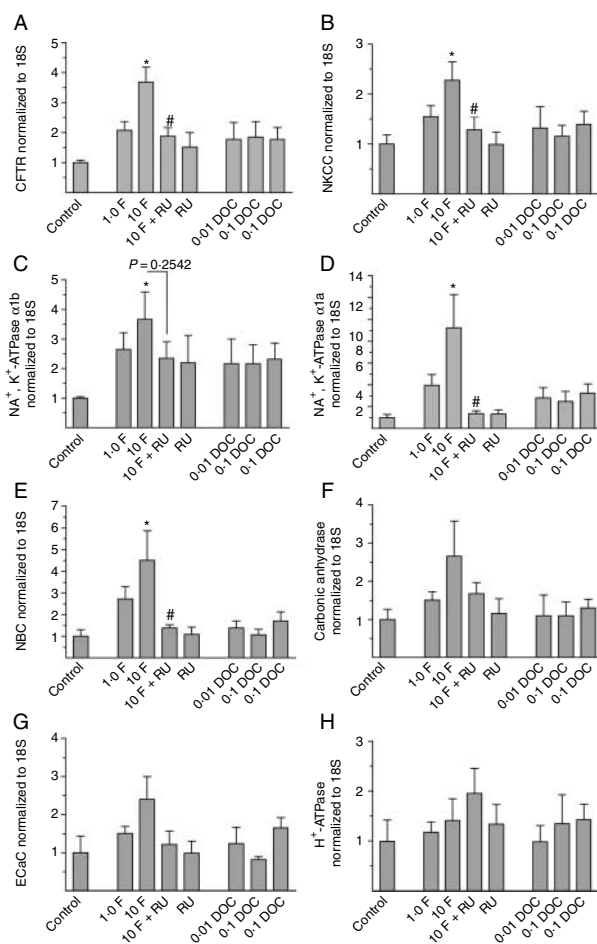 A
CFTR normalized to 18S
5
4
3
2
1
*
#
Control
1·0 F
10 F
10 F + RU
RU
0·01 DOC
0·1 DOC
0·1 DOC
B
NKCC normalized to 18S
3
2
1
*
#
Control
1·0 F
10 F
10 F + RU
RU
0·01 DOC
0·1 DOC
0·1 DOC
C
NA⁺, K⁺-ATPase α1b
normalized to 18S
5
4
3
2
1
P = 0·2542
*
Control
1·0 F
10 F
10 F + RU
RU
0·01 DOC
0·1 DOC
0·1 DOC
D
NA⁺, K⁺-ATPase α1a
normalized to 18S
14
12
10
8
6
4
2
*
#
Control
1·0 F
10 F
10 F + RU
RU
0·01 DOC
0·1 DOC
0·1 DOC
E
NBC normalized to 18S
7
6
5
4
3
2
1
*
#
Control
1·0 F
10 F
10 F + RU
RU
0·01 DOC
0·1 DOC
0·1 DOC
F
Carbonic anhydrase
normalized to 18S
4
3
2
1
Control
1·0 F
10 F
10 F + RU
RU
0·01 DOC
0·1 DOC
0·1 DOC
G
ECaC normalized to 18S
4
3
2
1
Control
1·0 F
10 F
10 F + RU
RU
0·01 DOC
0·1 DOC
0·1 DOC
H
H⁺-ATPase
normalized to 18S
3
2
1
Control
1·0 F
10 F
10 F + RU
RU
0·01 DOC
0·1 DOC
0·1 DOC